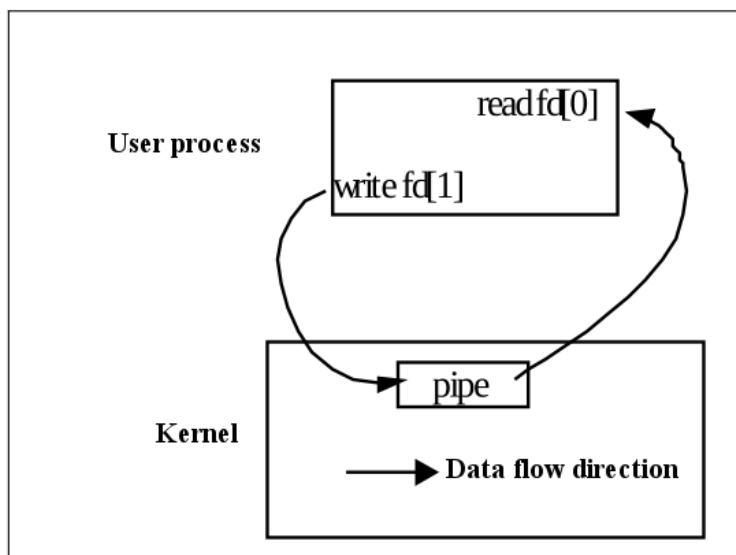 read fd[0]
User process
write fd[1]
pipe
Kernel
Data flow direction